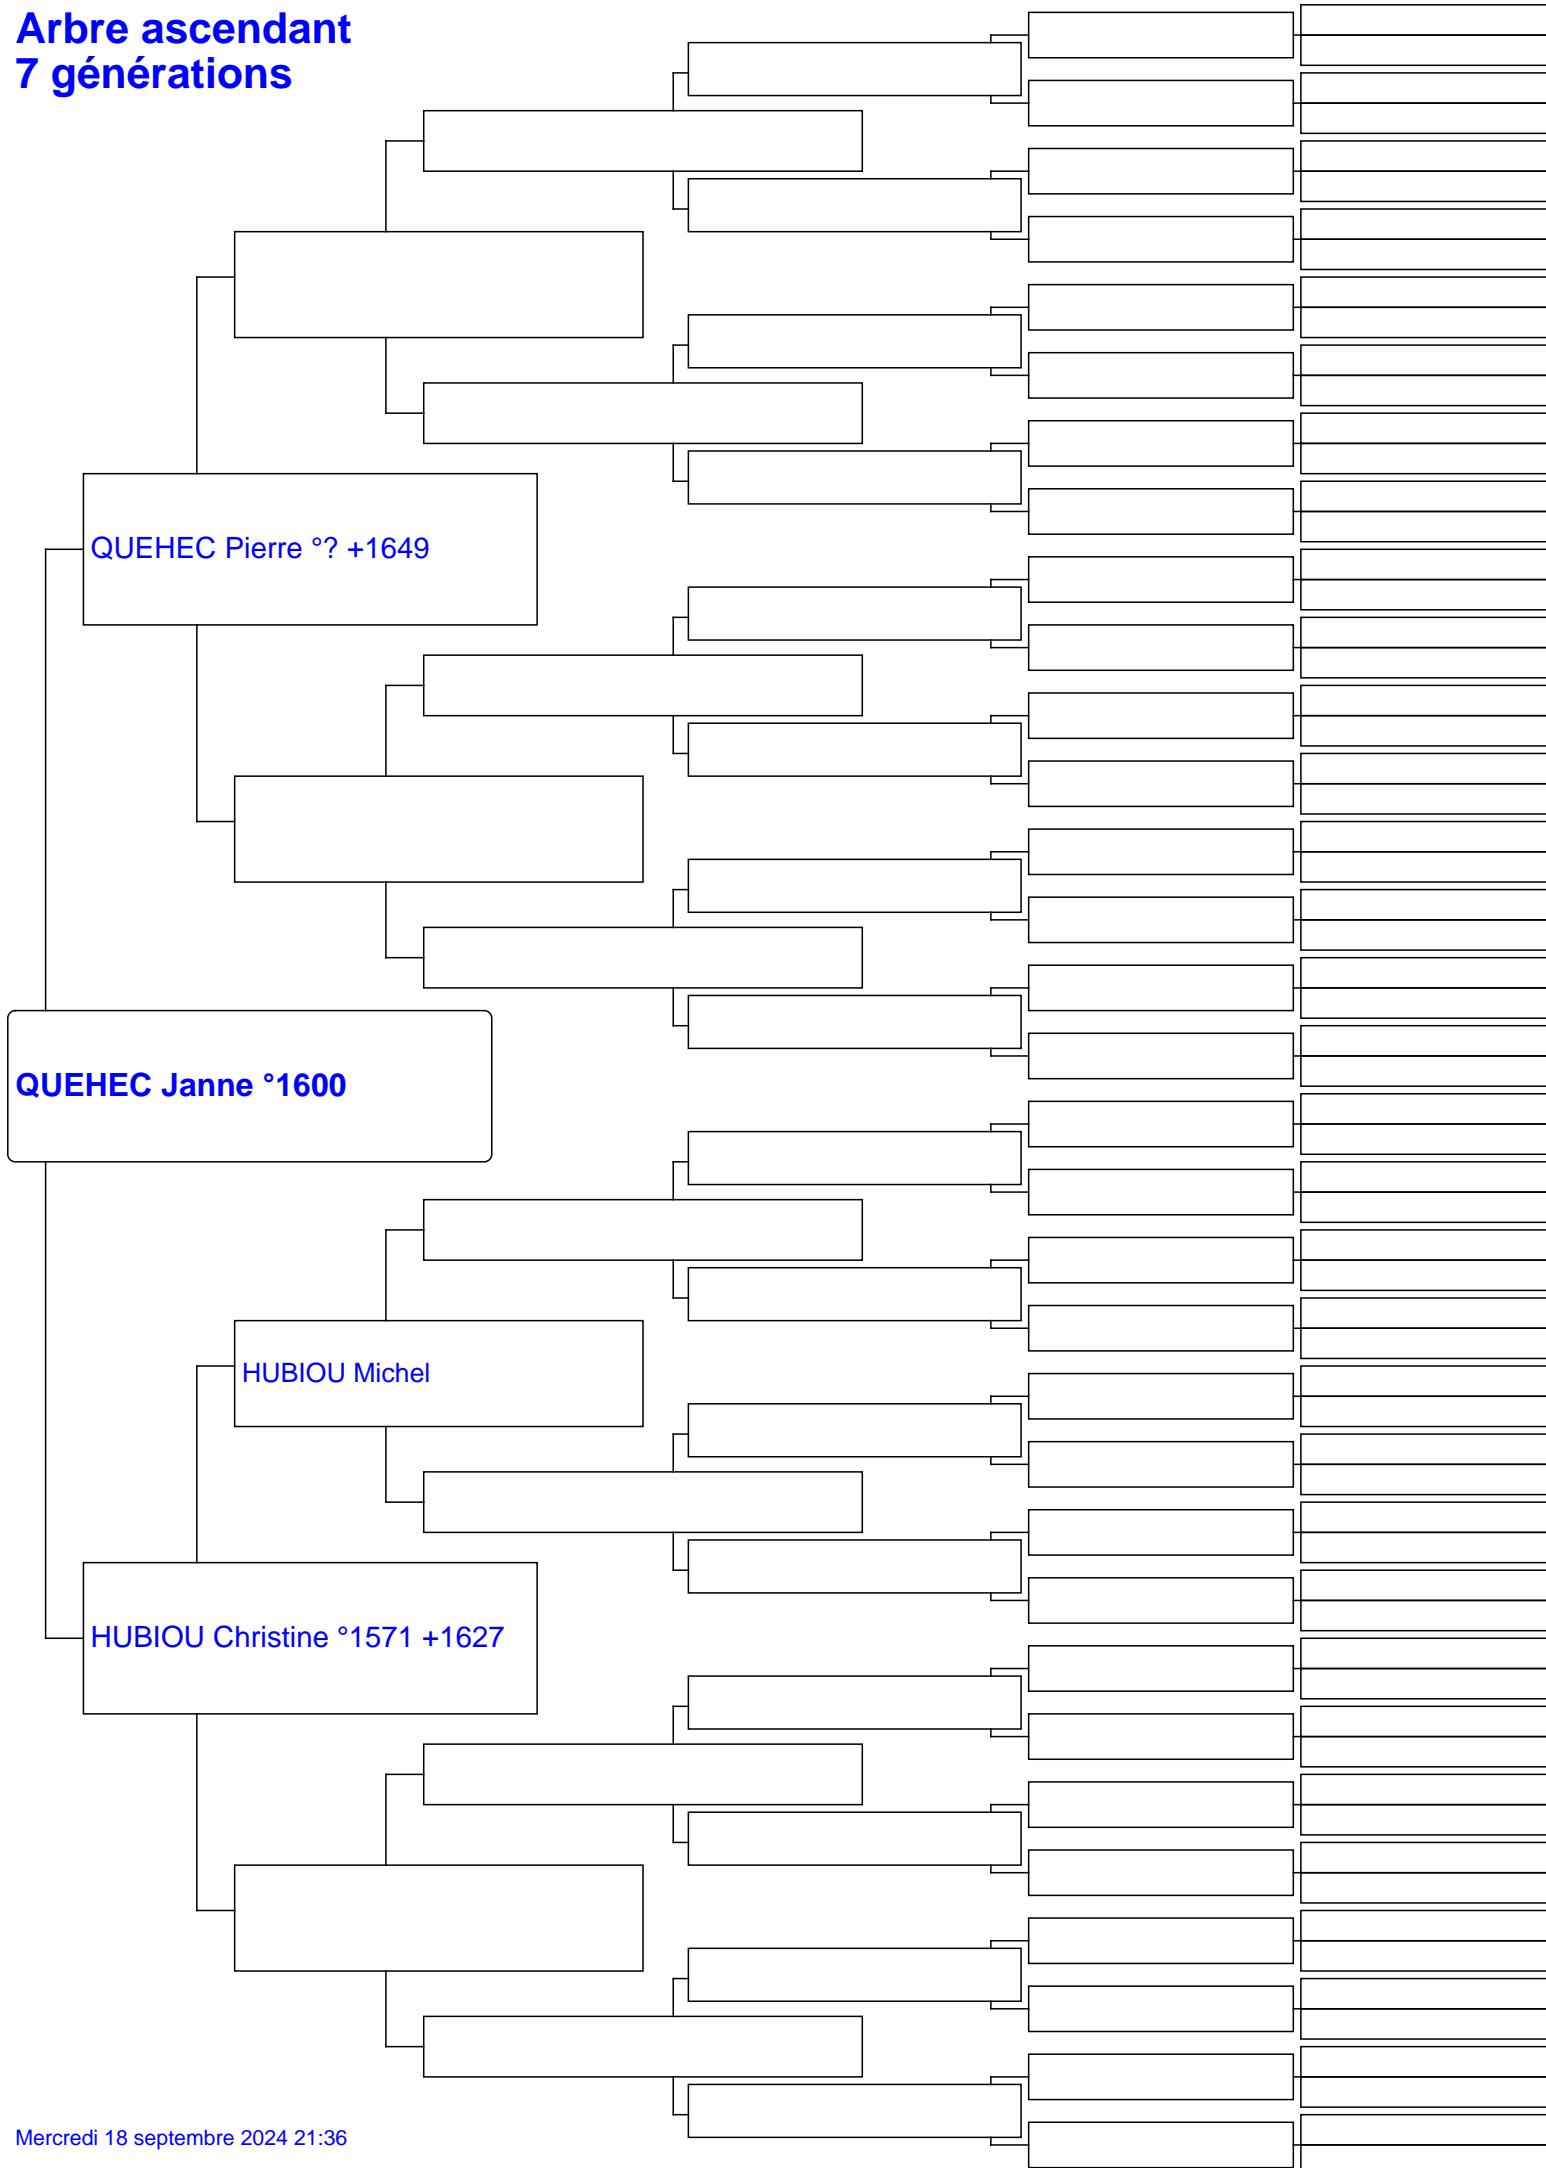 Arbre ascendant
7 générations
QUEHEC Pierre °? +1649
QUEHEC Janne °1600
HUBIOU Michel
HUBIOU Christine °1571 +1627
Mercredi 18 septembre 2024 21:36